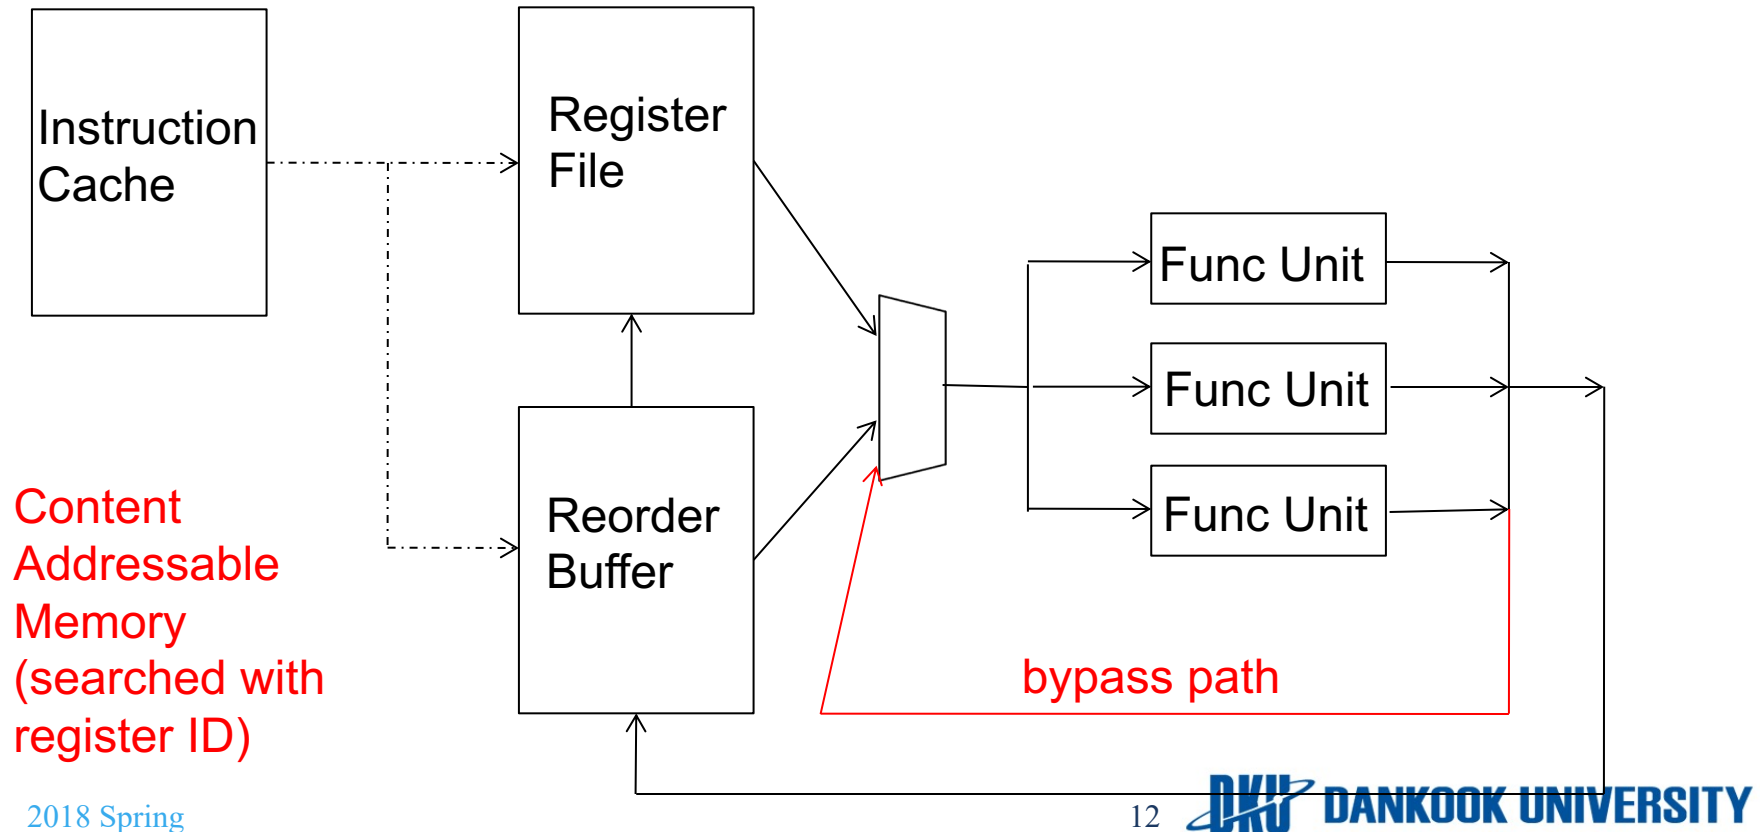 Instruction
Cache
Register
File
Func Unit
Func Unit
Func Unit
Reorder
Buffer
Content
Addressable
Memory
(searched with
register ID)
bypass path
2018 Spring
12
DKU DANKOOK UNIVERSITY